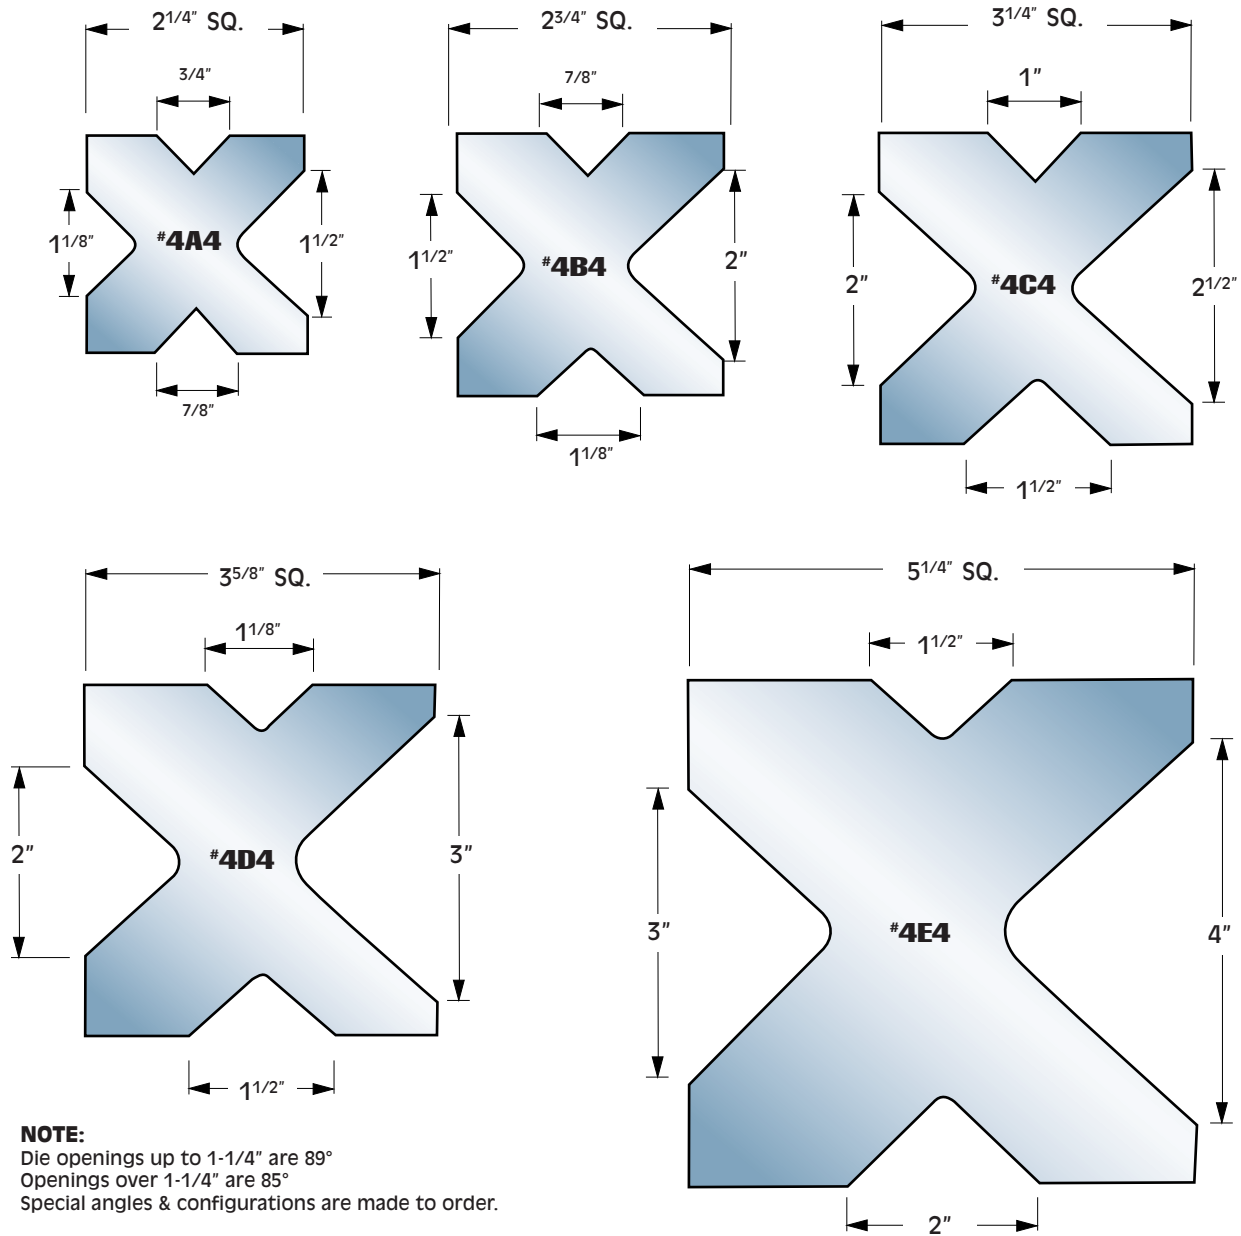 2 1/4" SQ.
3/4"
1 1/8"
#4A4
1 1/2"
7/8"
2 3/4" SQ.
7/8"
1 1/2"
#4B4
2"
1 1/8"
3 1/4" SQ.
1"
2"
#4C4
2 1/2"
1 1/2"
3 5/8" SQ.
1 1/8"
2"
#4D4
3"
1 1/2"
5 1/4" SQ.
1 1/2"
3"
#4E4
4"
2"
NOTE:
Die openings up to 1-1/4" are 89°
Openings over 1-1/4" are 85°
Special angles & configurations are made to order.